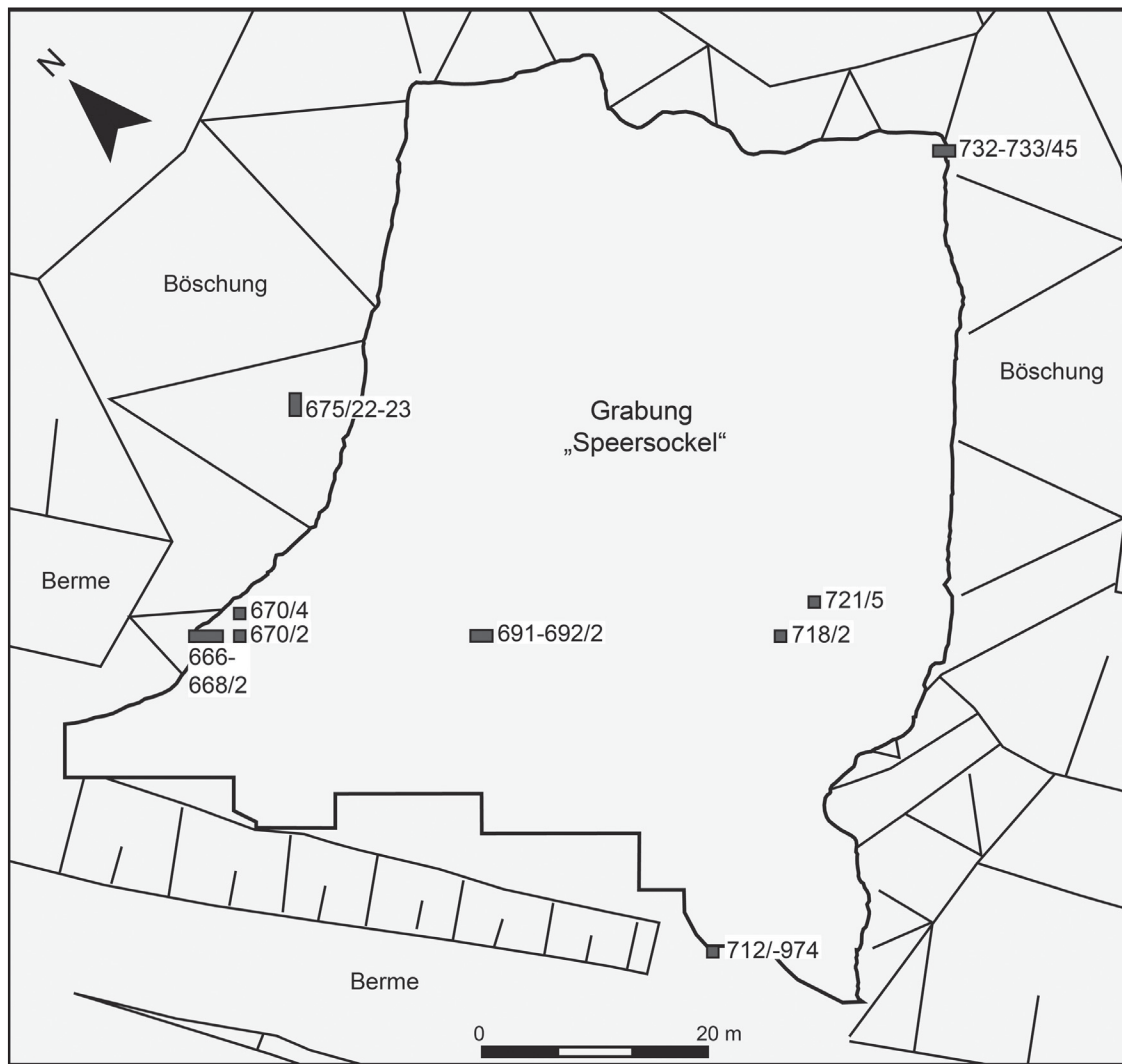 N
732-733/45
Böschung
Böschung
675/22-23
Grabung
„Speersockel“
Berme
670/4
721/5
670/2
691-692/2
718/2
666-
668/2
712/-974
Berme
0
20 m